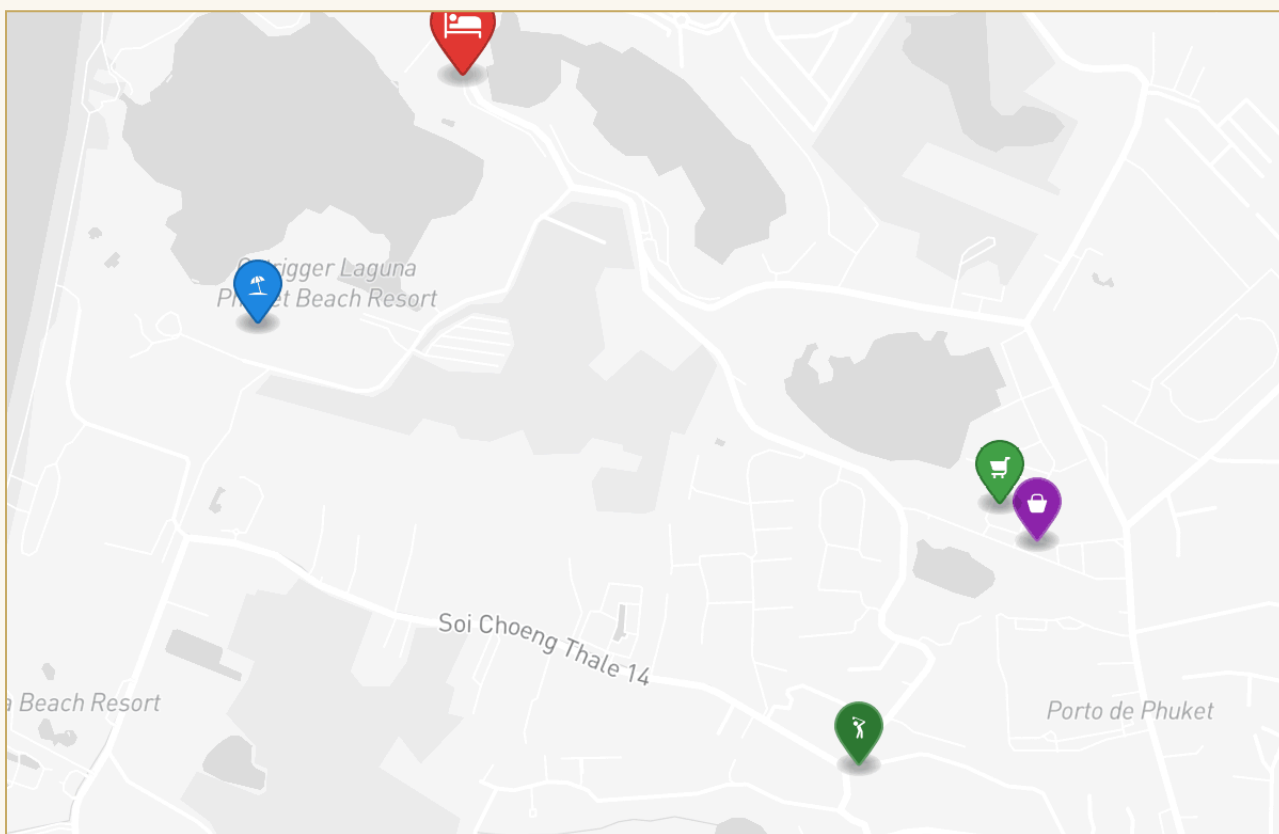 Laguna
Beach Resort
Soi Choeng Thale 14
Beach Resort
Porto de Phuket